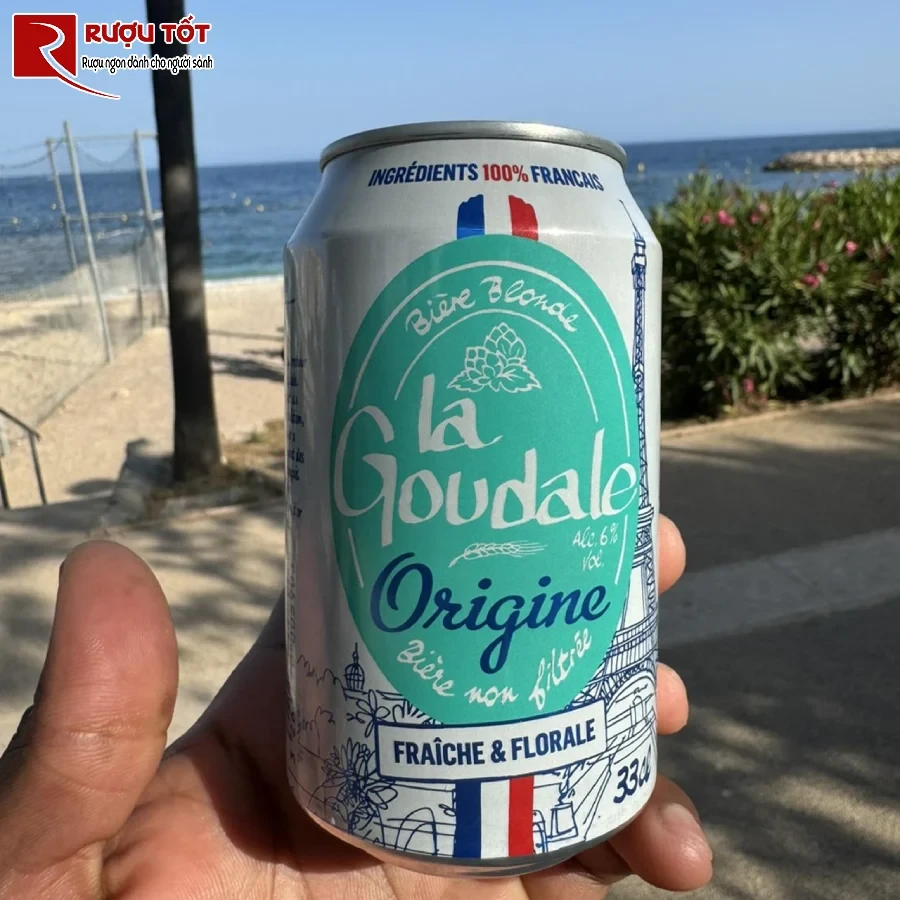 RƯỢU TỐT
Rượu ngon dành cho người sành
INGRÉDIENTS 100% FRANCAIS
Bière Blonde
la
Goudale
Alc. 6%
Vol.
Origine
Bière non filtrée
FRAÎCHE & FLORALE
33cl